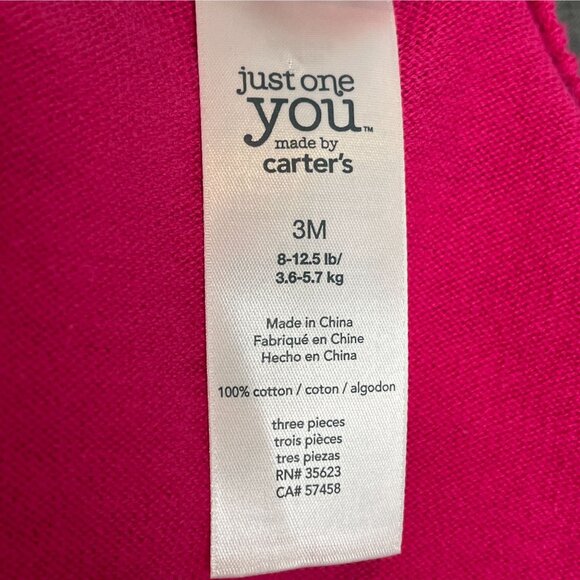 just one
you™
made by
carter's
3M
8-12.5 lb/
3.6-5.7 kg
Made in China
Fabriqué en Chine
Hecho en China
100% cotton / coton / algodon
three pieces
trois pièces
tres piezas
RN# 35623
CA# 57458